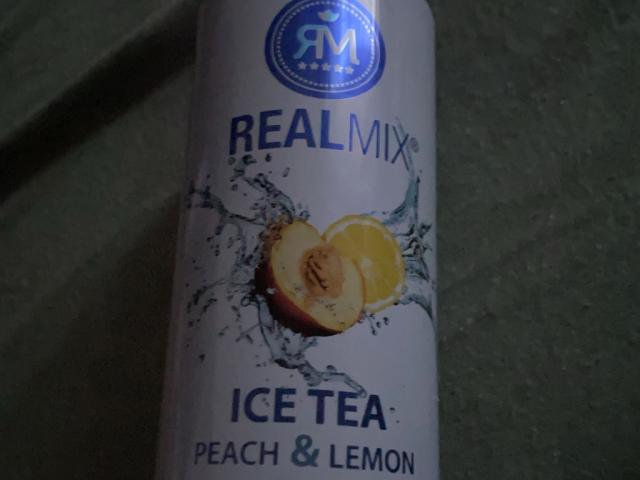 RM
REALMIX®
ICE TEA
PEACH & LEMON